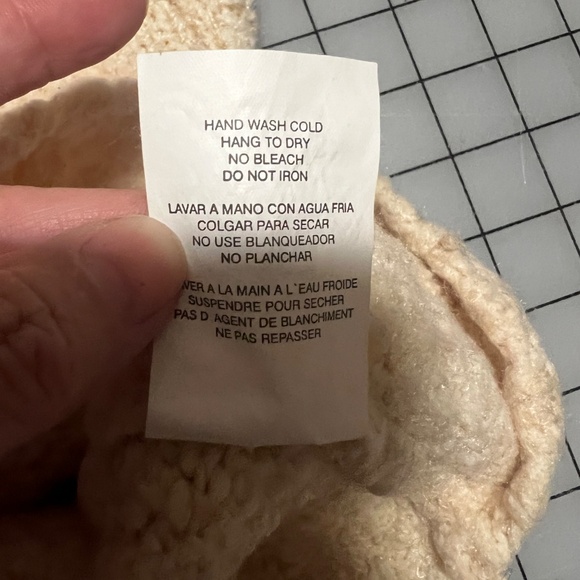 HAND WASH COLD
HANG TO DRY
NO BLEACH
DO NOT IRON
LAVAR A MANO CON AGUA FRIA
COLGAR PARA SECAR
NO USE BLANQUEADOR
NO PLANCHAR
A LA MAIN A L'EAU FROIDE
SUSPENDRE POUR SECHER
PAS D'AGENT DE BLANCHIMENT
NE PAS REPASSER